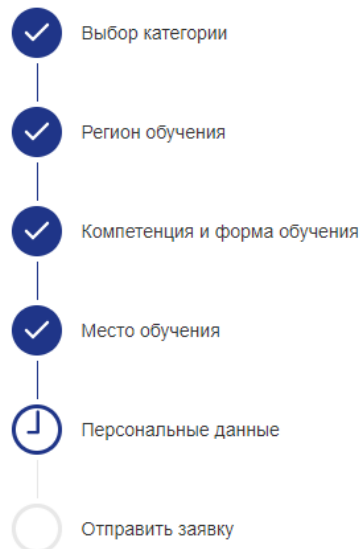 Выбор категории
Регион обучения
Компетенция и форма обучения
Место обучения
Персональные данные
Отправить заявку